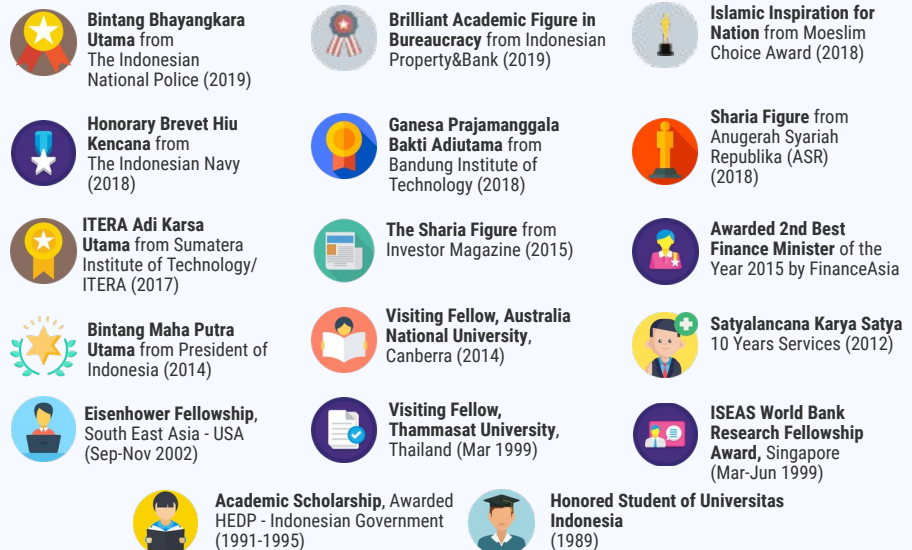 Bintang Bhayangkara
Utama from
The Indonesian
National Police (2019)
Brilliant Academic Figure in
Bureaucracy from Indonesian
Property&Bank (2019)
Islamic Inspiration for
Nation from Moeslim
Choice Award (2018)
Honorary Brevet Hiu
Kencana from
The Indonesian Navy
(2018)
Ganesa Prajamanggala
Bakti Adiutama from
Bandung Institute of
Technology (2018)
Sharia Figure from
Anugerah Syariah
Republika (ASR)
(2018)
ITERA Adi Karsa
Utama from Sumatera
Institute of Technology/
ITERA (2017)
The Sharia Figure from
Investor Magazine (2015)
Awarded 2nd Best
Finance Minister of the
Year 2015 by FinanceAsia
Bintang Maha Putra
Utama from President of
Indonesia (2014)
Visiting Fellow, Australia
National University,
Canberra (2014)
Satyalancana Karya Satya
10 Years Services (2012)
Eisenhower Fellowship,
South East Asia - USA
(Sep-Nov 2002)
Visiting Fellow,
Thammasat University,
Thailand (Mar 1999)
ISEAS World Bank
Research Fellowship
Award, Singapore
(Mar-Jun 1999)
Academic Scholarship, Awarded
HEDP - Indonesian Government
(1991-1995)
Honored Student of Universitas
Indonesia
(1989)